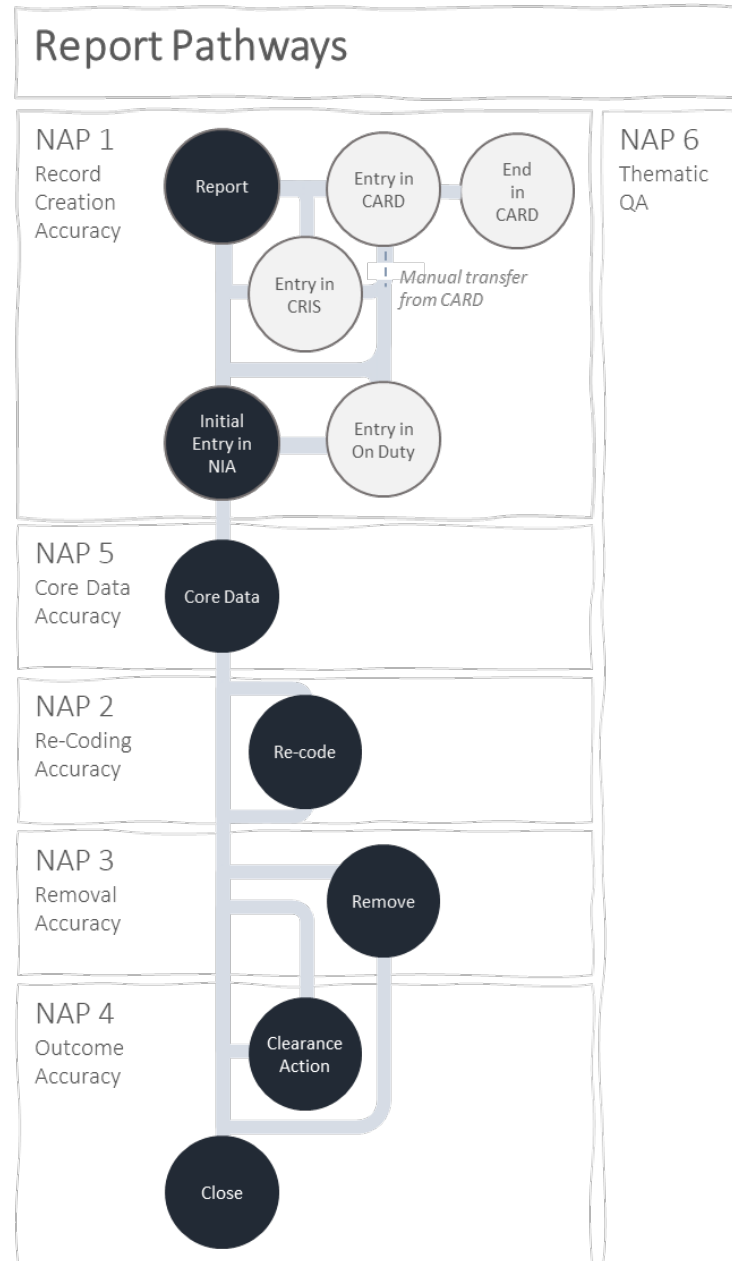 Report Pathways
NAP 1
Record
Creation
Accuracy
Report
Entry in
CARD
End
in
CARD
Entry in
CRIS
Manual transfer
from CARD
Initial
Entry in
NIA
Entry in
On Duty
NAP 6
Thematic
QA
NAP 5
Core Data
Accuracy
Core Data
NAP 2
Re-Coding
Accuracy
Re-code
NAP 3
Removal
Accuracy
Remove
NAP 4
Outcome
Accuracy
Clearance
Action
Close